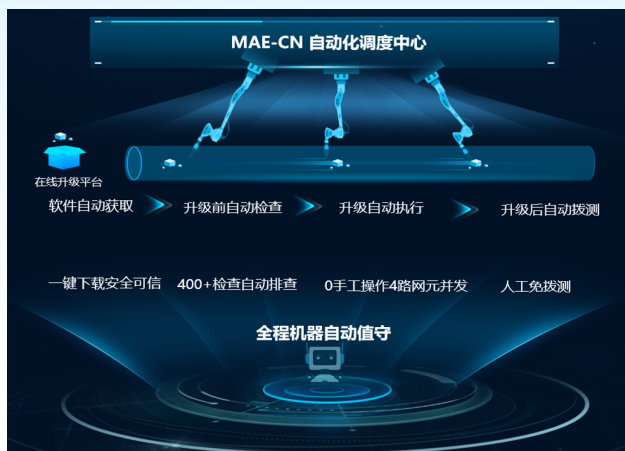 MAE-CN 自动化调度中心
在线升级平台
软件自动获取
升级前自动检查
升级自动执行
升级后自动拨测
一键下载安全可信
400+检查自动排查
0手工操作4路网元并发
人工免拨测
全程机器自动值守